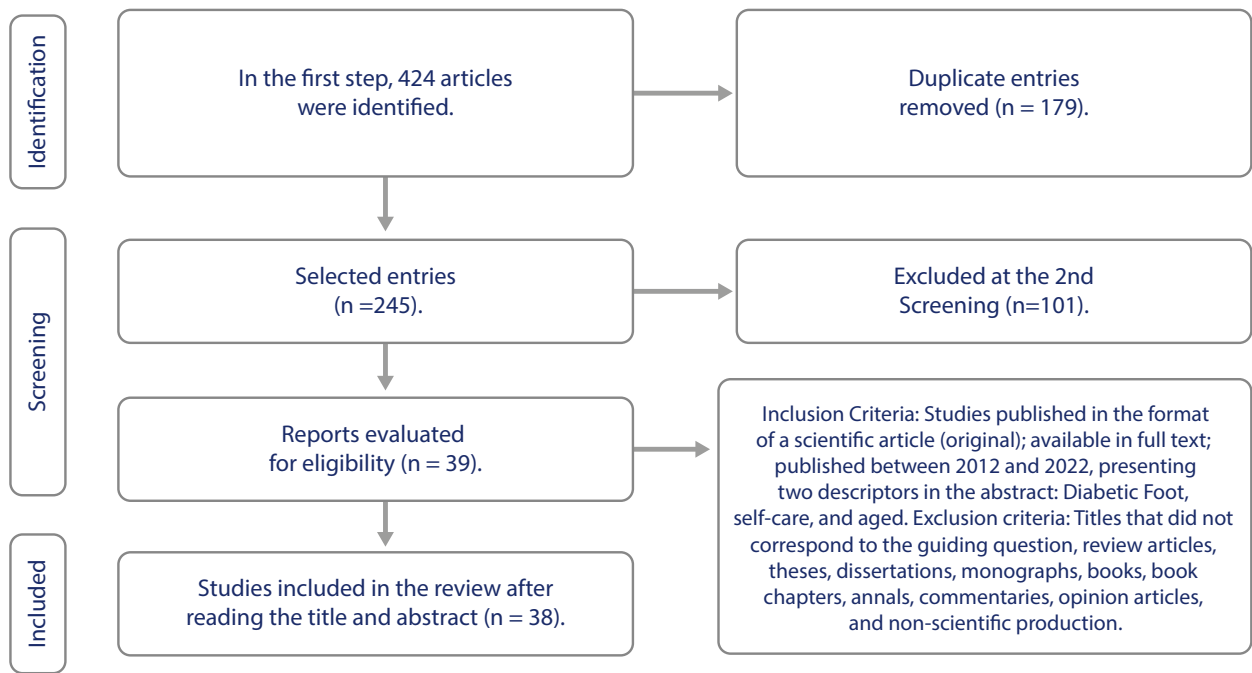 Identification
In the first step, 424 articles
were identified.
Duplicate entries
removed (n = 179).
Screening
Selected entries
(n =245).
Excluded at the 2nd
Screening (n=101).
Reports evaluated
for eligibility (n = 39).
Inclusion Criteria: Studies published in the format
of a scientific article (original); available in full text;
published between 2012 and 2022, presenting
two descriptors in the abstract: Diabetic Foot,
self-care, and aged. Exclusion criteria: Titles that did not
correspond to the guiding question, review articles,
theses, dissertations, monographs, books, book
chapters, annals, commentaries, opinion articles,
and non-scientific production.
Included
Studies included in the review after
reading the title and abstract (n = 38).